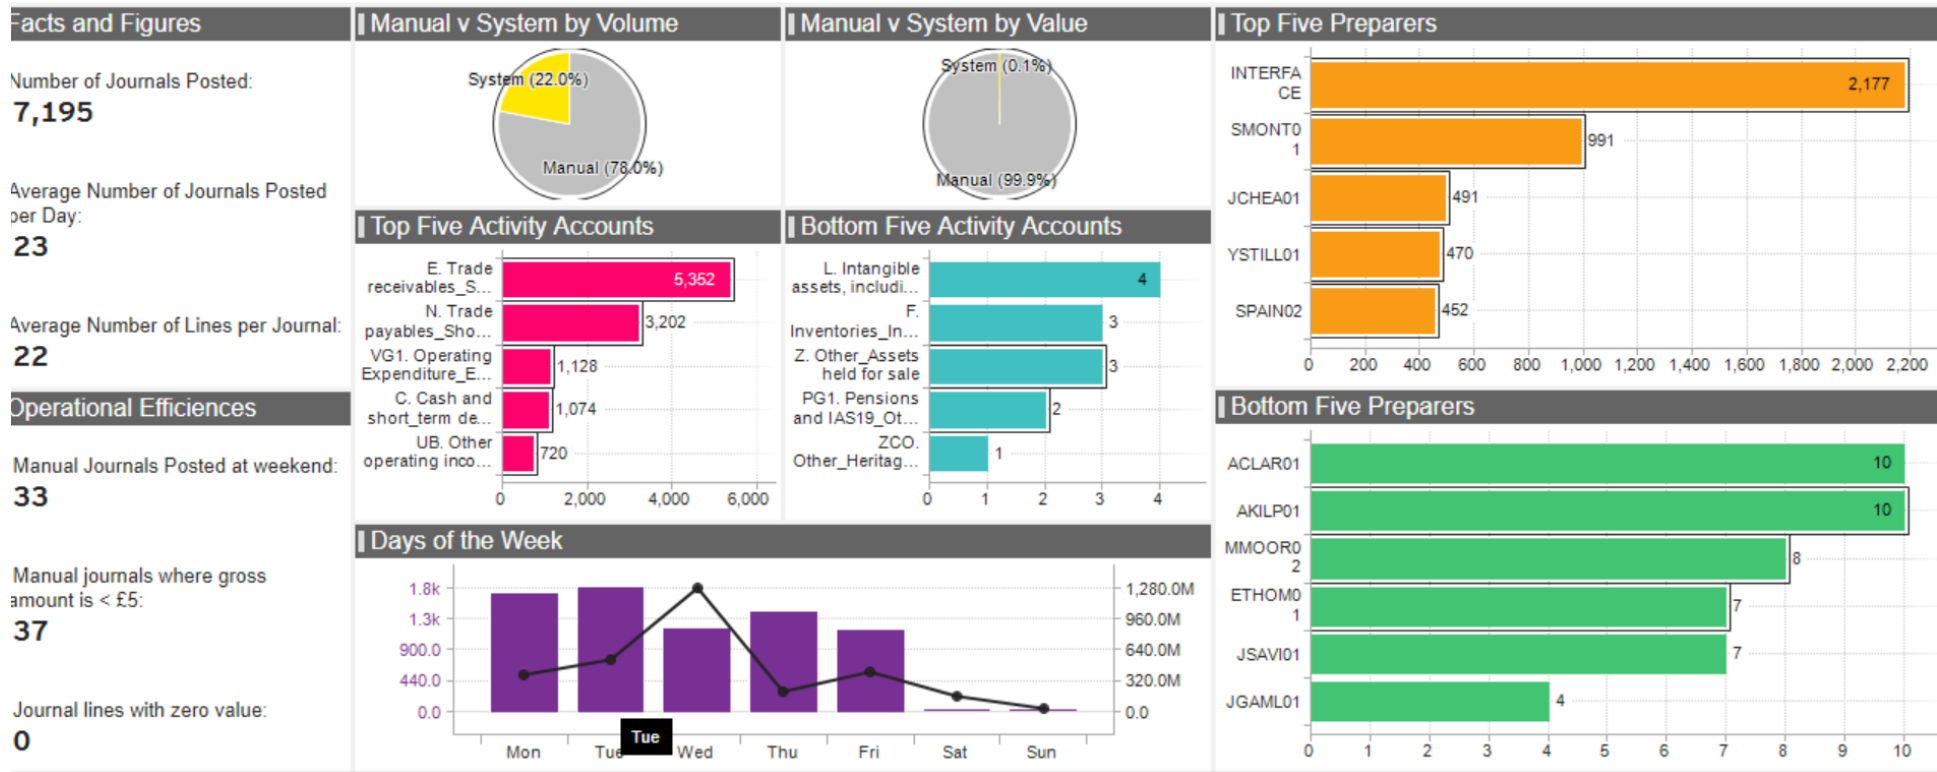 Facts and Figures
Number of Journals Posted:
7,195
Average Number of Journals Posted
per Day:
23
Average Number of Lines per Journal:
22
Operational Efficiences
Manual Journals Posted at weekend:
33
Manual journals where gross
amount is < £5:
37
Journal lines with zero value:
0
Manual v System by Volume
System (22.0%)
Manual (78.0%)
Manual v System by Value
System (0.1%)
Manual (99.9%)
Top Five Activity Accounts
E. Trade
receivables_S...
5,352
N. Trade
payables_Sho...
3,202
VG1. Operating
Expenditure_E...
1,128
C. Cash and
short_term de...
1,074
UB. Other
operating inco...
720
0 2,000 4,000 6,000
Bottom Five Activity Accounts
L. Intangible
assets, includi...
4
F.
Inventories_In...
3
Z. Other_Assets
held for sale
3
PG1. Pensions
and IAS19_Ot...
2
ZCO.
Other_Heritag...
1
0 1 2 3 4
Days of the Week
1.8k
1.3k
900.0
440.0
0.0
1,280.0M
960.0M
640.0M
320.0M
0.0
Mon Tue Wed Thu Fri Sat Sun
Tue
Top Five Preparers
INTERFA
CE
2,177
SMONT0
1
991
JCHEA01
491
YSTILL01
470
SPAIN02
452
0 200 400 600 800 1,000 1,200 1,400 1,600 1,800 2,000 2,200
Bottom Five Preparers
ACLAR01
10
AKILP01
10
MMOOR0
2
8
ETHOM0
1
7
JSAVI01
7
JGAML01
4
0 1 2 3 4 5 6 7 8 9 10